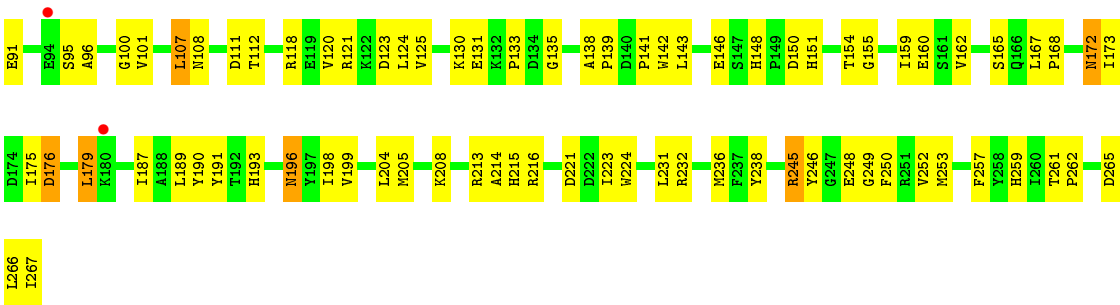 E91 E94 S95 A96 G100 V101 L107 N108 D111 T112 R118 E119 V120 R121 K122 D123 L124 V125 K130 E131 K132 P133 D134 G135 A138 P139 D140 P141 W142 L143 E146 S147 H148 P149 D150 H151 T154 G155 I159 E160 S161 V162 S165 Q166 L167 P168 N172 I173
D174 I175 D176 L179 K180 I187 A188 L189 Y190 Y191 T192 H193 N196 Y197 I198 V199 L204 M205 K208 R213 A214 H215 R216 D221 D222 I223 W224 L231 R232 M236 F237 Y238 R245 Y246 G247 E248 G249 F250 R251 V252 M253 F257 Y258 H259 I260 T261 P262 D265
L266 I267